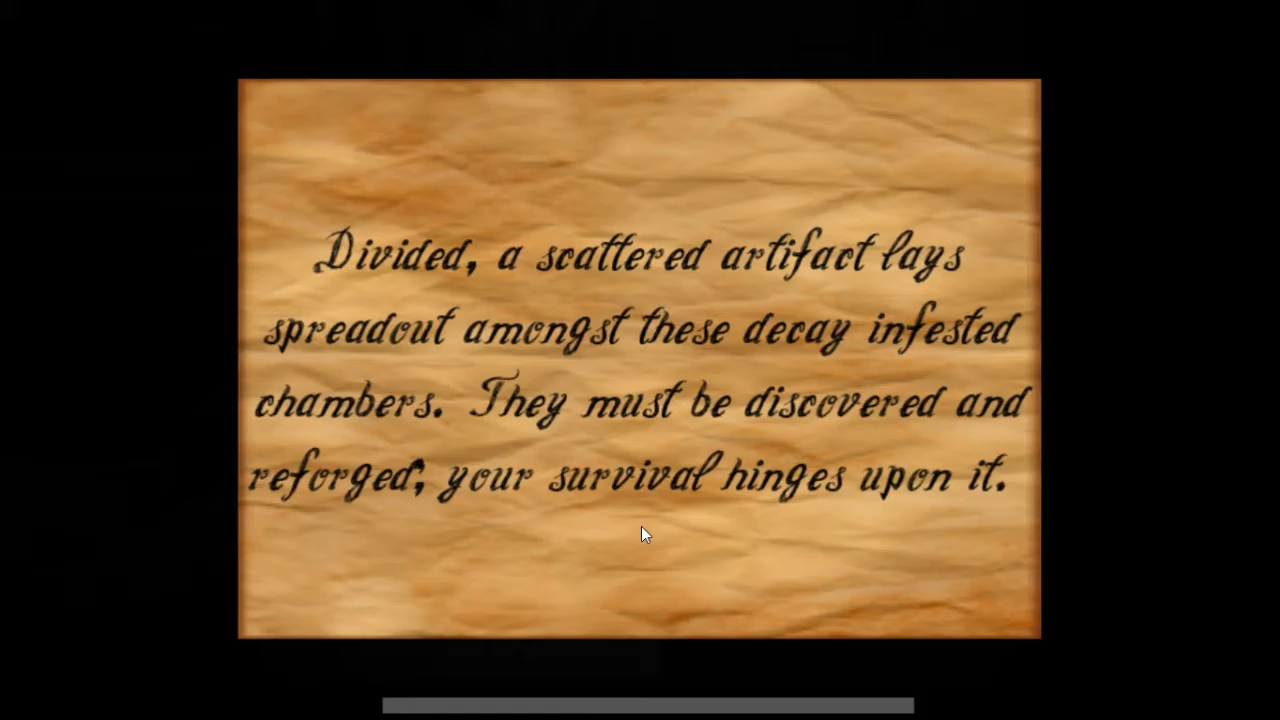 Divided, a scattered artifact lays
spreadout amongst these decay infested
chambers. They must be discovered and
reforged; your survival hinges upon it.